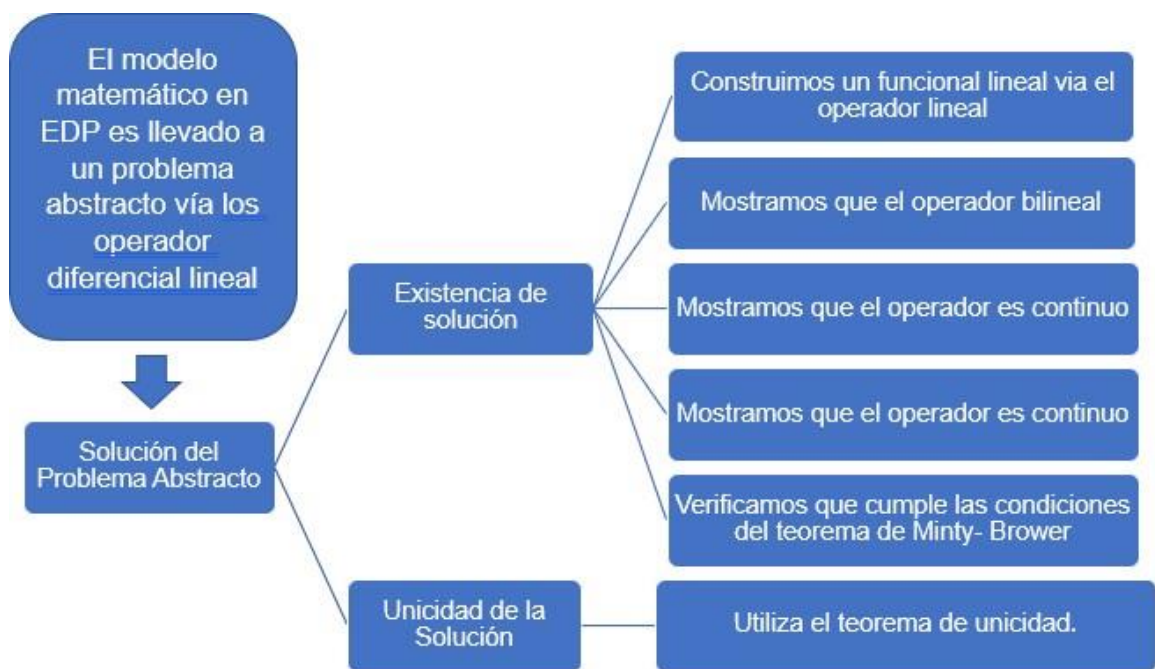 El modelo
matemático en
EDP es llevado a
un problema
abstracto vía los
operador
diferencial lineal
Solución del
Problema Abstracto
Existencia de
solución
Construimos un funcional lineal via el
operador lineal
Mostramos que el operador bilineal
Mostramos que el operador es continuo
Mostramos que el operador es continuo
Verificamos que cumple las condiciones
del teorema de Minty- Brower
Unicidad de la
Solución
Utiliza el teorema de unicidad.